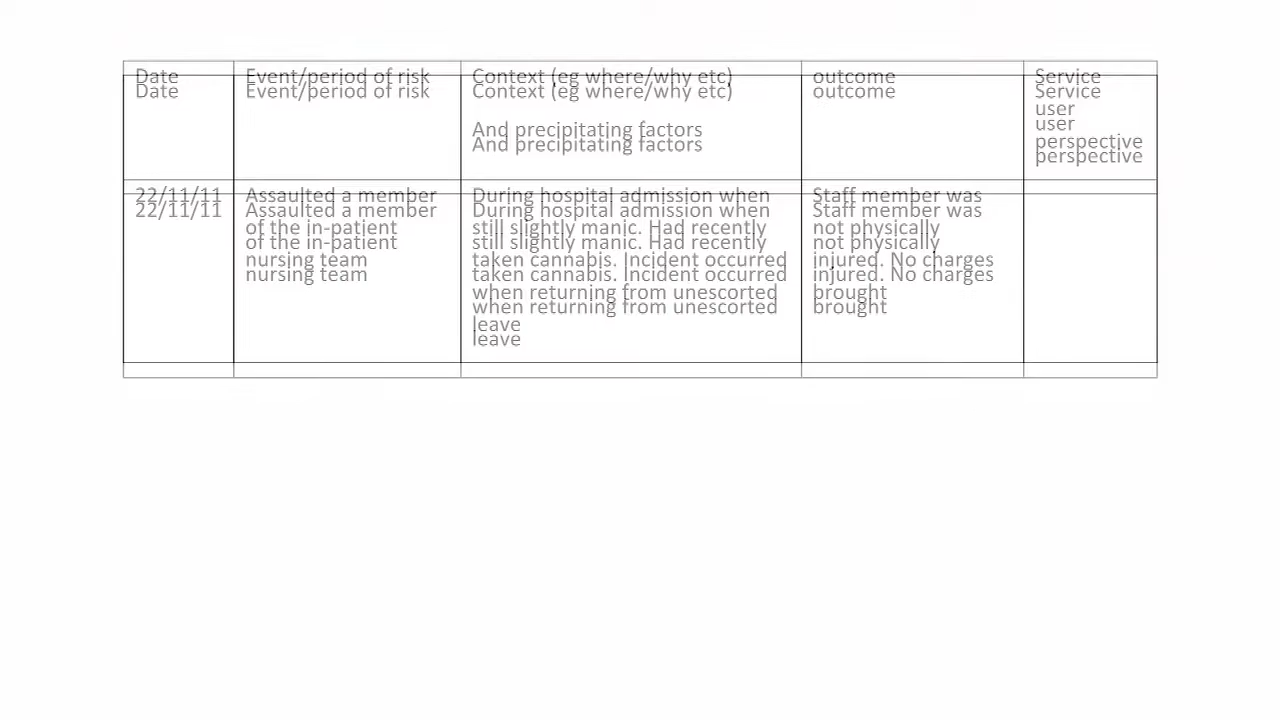 Date
Event/period of risk
Context (eg where/why etc)
And precipitating factors
outcome
Service
user
perspective
22/11/11
Assaulted a member
of the in-patient
nursing team
During hospital admission when
still slightly manic. Had recently
taken cannabis. Incident occurred
when returning from unescorted
leave
Staff member was
not physically
injured. No charges
brought